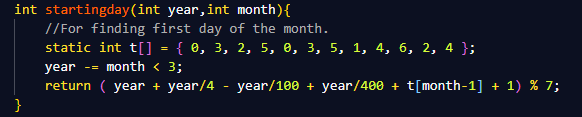 int startingday(int year,int month){
    //For finding first day of the month.
    static int t[] = { 0, 3, 2, 5, 0, 3, 5, 1, 4, 6, 2, 4 };
    year -= month < 3;
    return ( year + year/4 - year/100 + year/400 + t[month-1] + 1) % 7;
}